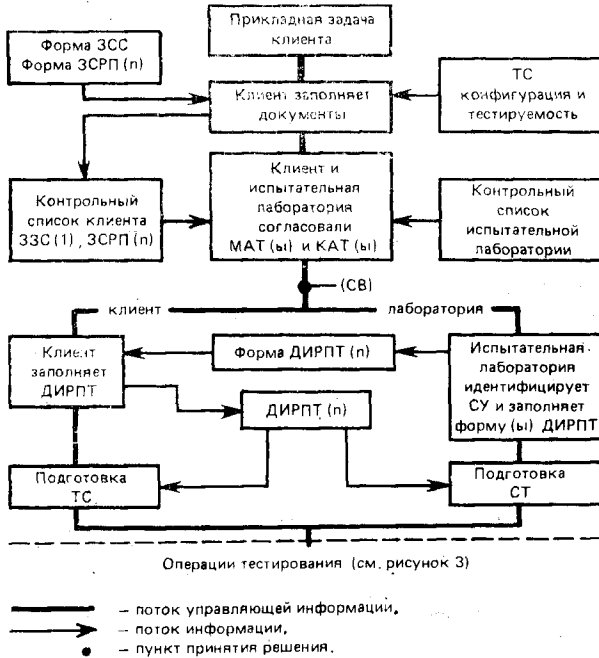 Прикладная задача
клиента
Форма ЗСС
Форма ЗСРП (n)
Клиент заполняет
документы
ТС
конфигурация и
тестируемость
Клиент и
испытательная
лаборатория
согласовали
МАТ (ы) и КАТ (ы)
Контрольный
список клиента
ЗЗС (1), ЗСРП (n)
Контрольный
список
испытательной
лаборатории
(СВ)
клиент
лаборатория
Клиент
заполняет
ДИРПТ
Форма ДИРПТ (n)
Испытательная
лаборатория
идентифицирует
СУ и заполняет
форму (ы) ДИРПТ
ДИРПТ (n)
Подготовка
ТС
Подготовка
СТ
Операции тестирования (см. рисунок 3)
– поток управляющей информации,
– поток информации,
– пункт принятия решения.